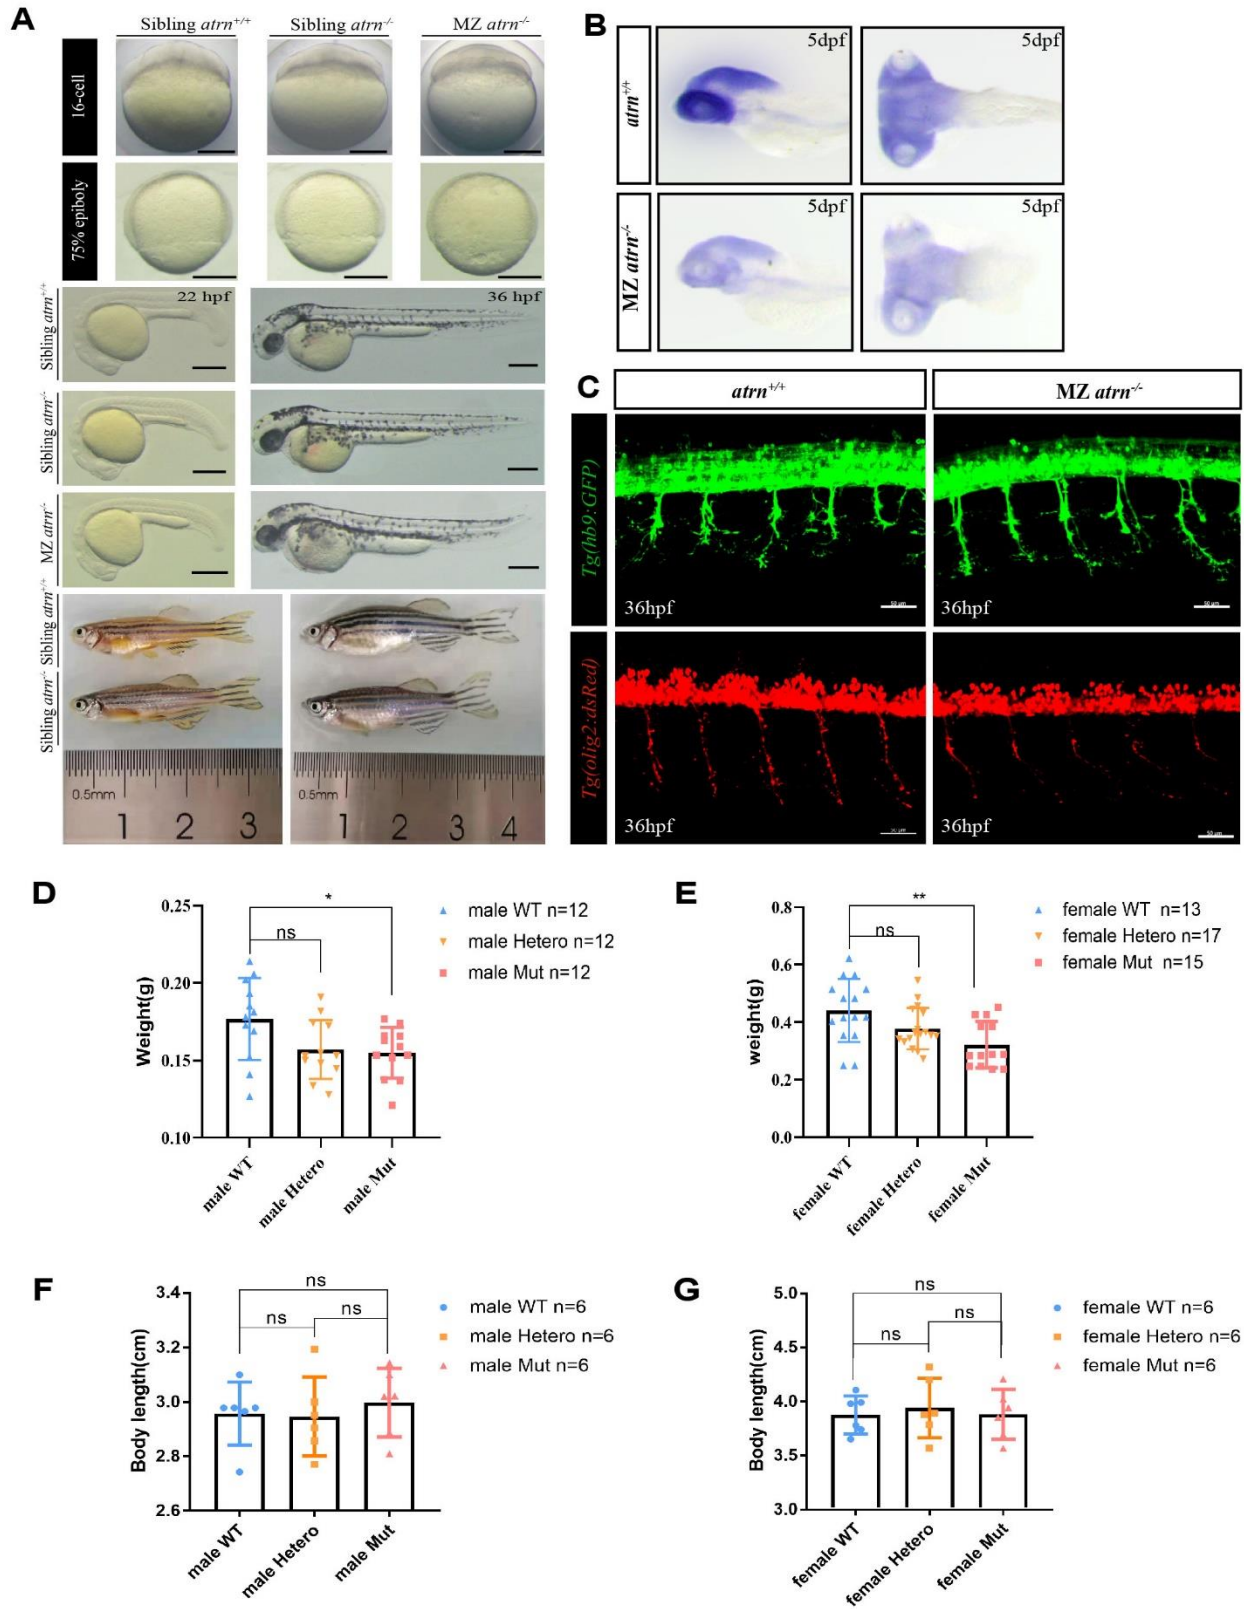 A
Sibling atrn+/+
Sibling atrn-/-
MZ atrn-/-
16-cell
75% epiboly
Sibling atrn+/+
22 hpf
36 hpf
Sibling atrn-/-
MZ atrn-/-
Sibling atrn+/+
Sibling atrn-/-
0.5mm
1 2 3
0.5mm
1 2 3 4
B
atrn+/+
5dpf
5dpf
MZ atrn-/-
5dpf
5dpf
C
atrn+/+
MZ atrn-/-
Tg(hb9:GFP)
36hpf
50 μm
36hpf
50 μm
Tg(olig2:dsRed)
36hpf
50 μm
36hpf
50 μm
D
Weight(g)
0.25
0.20
0.15
0.10
*
ns
male WT
male Hetero
male Mut
male WT n=12
male Hetero n=12
male Mut n=12
E
weight(g)
0.8
0.6
0.4
0.2
0.0
**
ns
female WT
female Hetero
female Mut
female WT n=13
female Hetero n=17
female Mut n=15
F
Body length(cm)
3.4
3.2
3.0
2.8
2.6
ns
ns
ns
male WT
male Hetero
male Mut
male WT n=6
male Hetero n=6
male Mut n=6
G
Body length(cm)
5.0
4.5
4.0
3.5
3.0
ns
ns
ns
female WT
female Hetero
female Mut
female WT n=6
female Hetero n=6
female Mut n=6